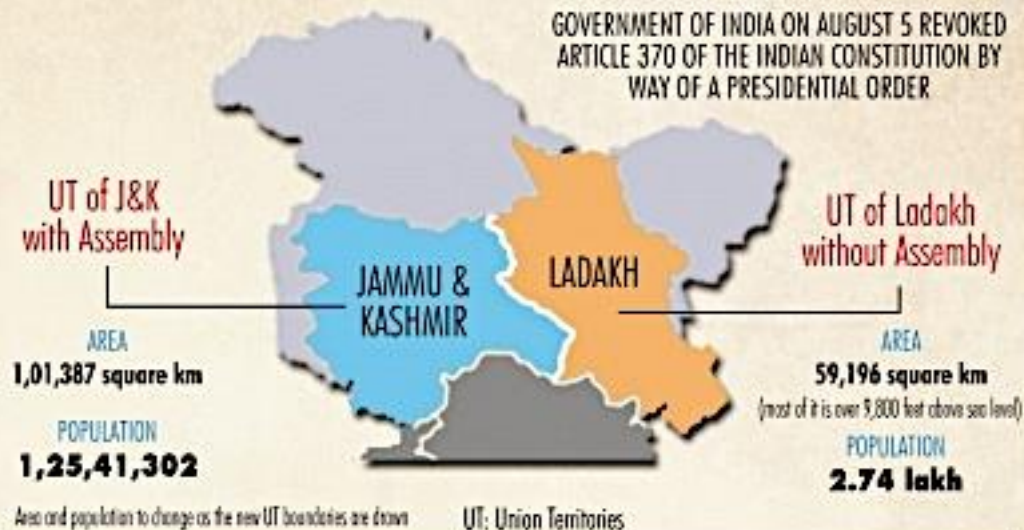 GOVERNMENT OF INDIA ON AUGUST 5 REVOKED
ARTICLE 370 OF THE INDIAN CONSTITUTION BY
WAY OF A PRESIDENTIAL ORDER
UT of J&K
with Assembly
AREA
1,01,387 square km
POPULATION
1,25,41,302
JAMMU &
KASHMIR
LADAKH
UT of Ladakh
without Assembly
AREA
59,196 square km
(most of it is over 9,800 feet above sea level)
POPULATION
2.74 lakh
Area and population to change as the new UT boundaries are drawn
UT: Union Territories